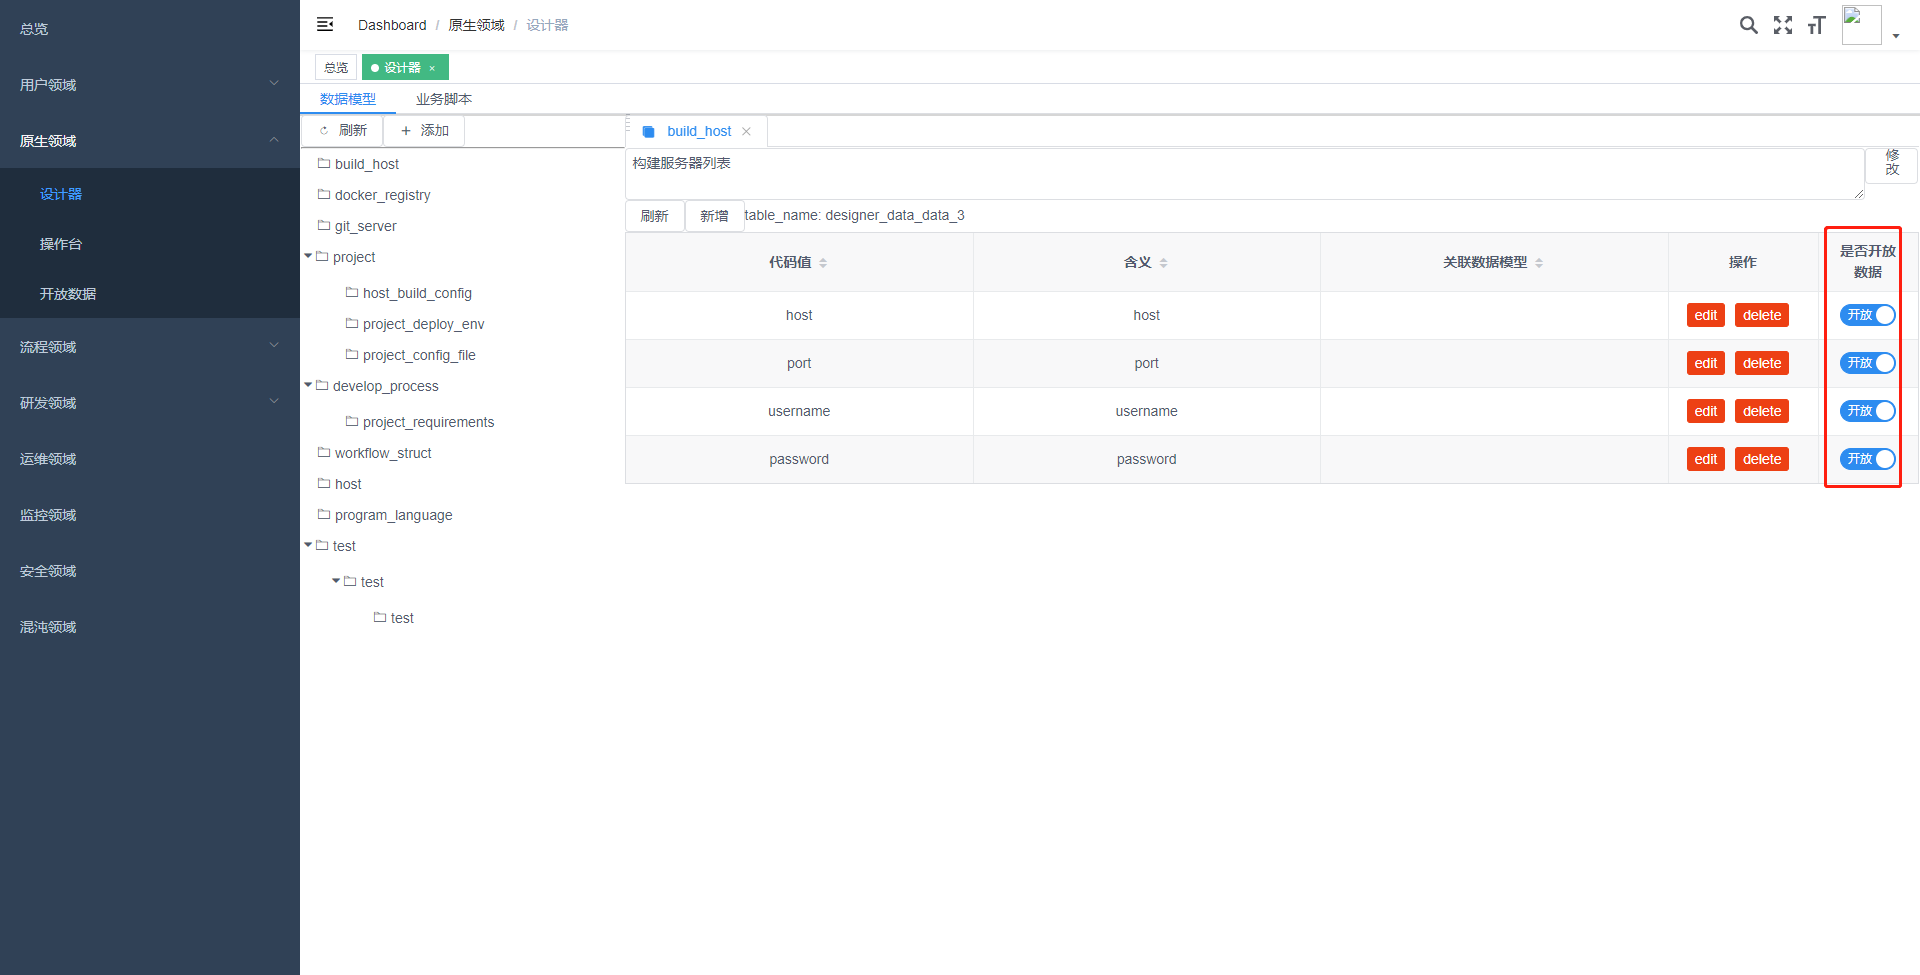 总览
用户领域
原生领域
设计器
操作台
开放数据
流程领域
研发领域
运维领域
监控领域
安全领域
混沌领域
Dashboard / 原生领域 / 设计器
总览
设计器 ×
数据模型 业务脚本
刷新 + 添加
build_host
docker_registry
git_server
project
host_build_config
project_deploy_env
project_config_file
develop_process
project_requirements
workflow_struct
host
program_language
test
test
test
build_host
构建服务器列表
修
改
刷新 新增 table_name: designer_data_data_3
代码值 含义 关联数据模型 操作 是否开放
数据
host host edit delete 开放
port port edit delete 开放
username username edit delete 开放
password password edit delete 开放